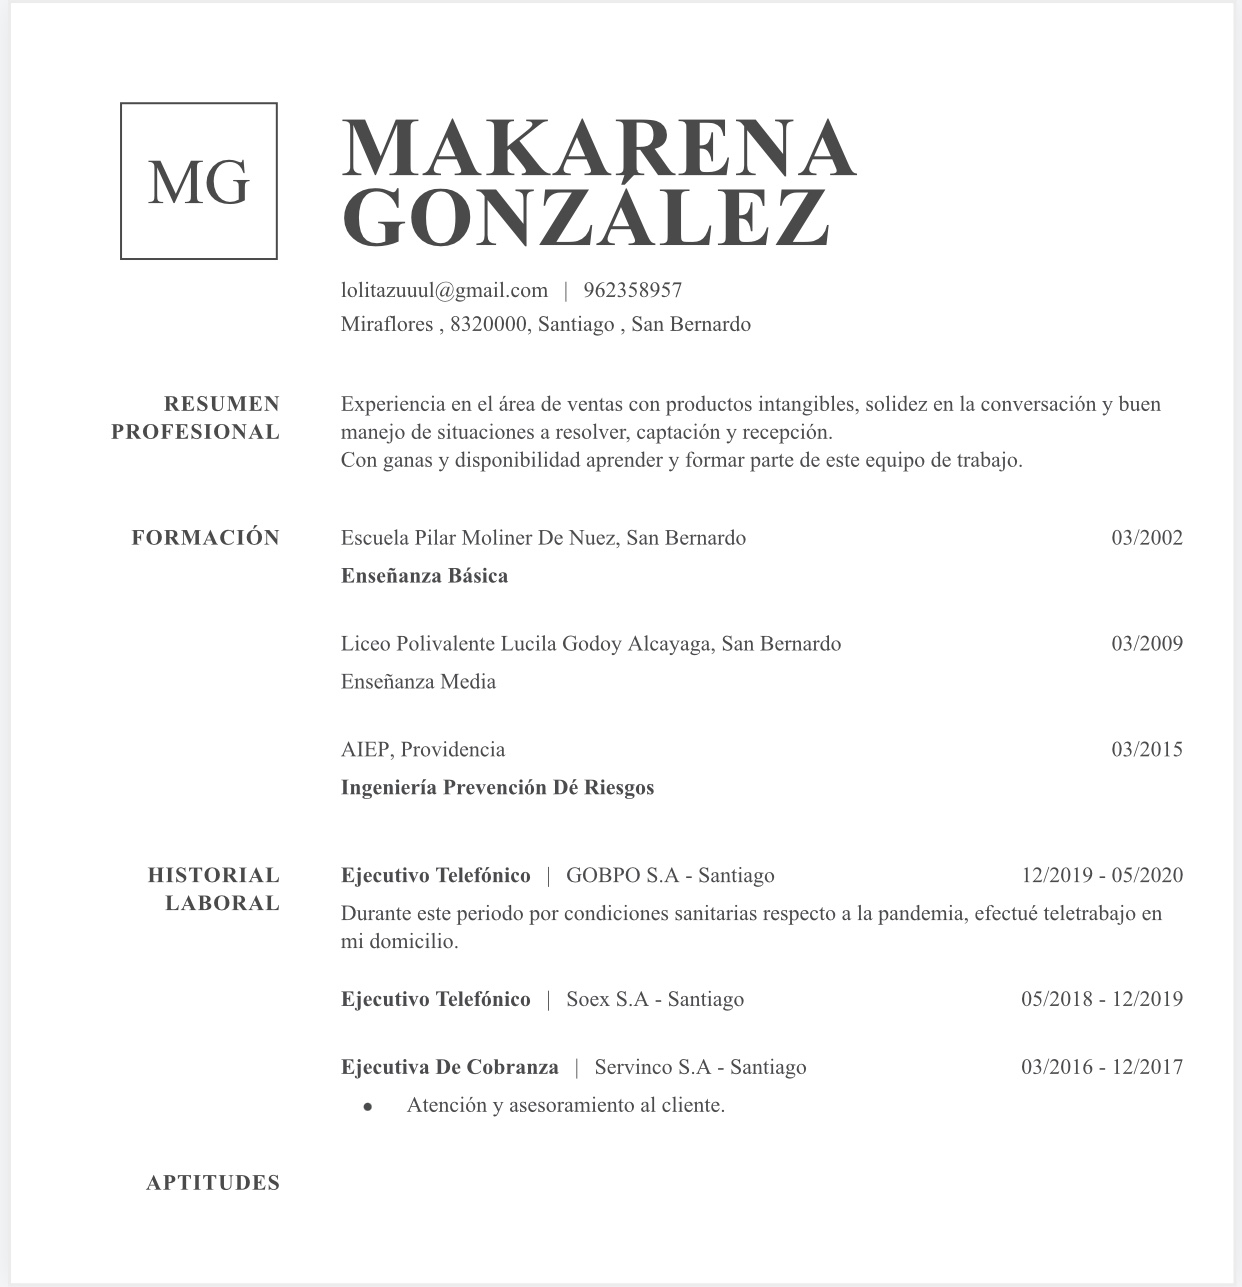 MG
MAKARENA
GONZÁLEZ
lolitazuuul@gmail.com | 962358957
Miraflores , 8320000, Santiago , San Bernardo
RESUMEN
PROFESIONAL
Experiencia en el área de ventas con productos intangibles, solidez en la conversación y buen
manejo de situaciones a resolver, captación y recepción.
Con ganas y disponibilidad aprender y formar parte de este equipo de trabajo.
FORMACIÓN
Escuela Pilar Moliner De Nuez, San Bernardo 03/2002
Enseñanza Básica
Liceo Polivalente Lucila Godoy Alcayaga, San Bernardo 03/2009
Enseñanza Media
AIEP, Providencia 03/2015
Ingeniería Prevención Dé Riesgos
HISTORIAL
LABORAL
Ejecutivo Telefónico | GOBPO S.A - Santiago 12/2019 - 05/2020
Durante este periodo por condiciones sanitarias respecto a la pandemia, efectué teletrabajo en
mi domicilio.
Ejecutivo Telefónico | Soex S.A - Santiago 05/2018 - 12/2019
Ejecutiva De Cobranza | Servinco S.A - Santiago 03/2016 - 12/2017
● Atención y asesoramiento al cliente.
APTITUDES